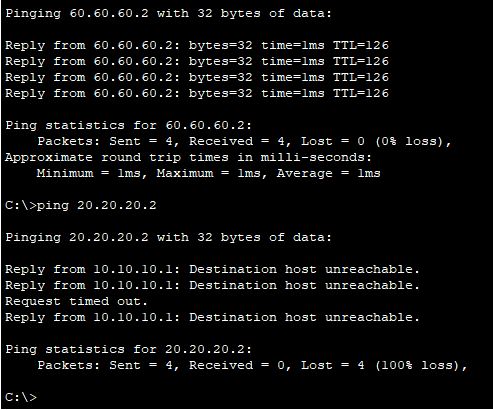 Pinging 60.60.60.2 with 32 bytes of data:
Reply from 60.60.60.2: bytes=32 time=1ms TTL=126
Reply from 60.60.60.2: bytes=32 time=1ms TTL=126
Reply from 60.60.60.2: bytes=32 time=1ms TTL=126
Reply from 60.60.60.2: bytes=32 time=1ms TTL=126
Ping statistics for 60.60.60.2:
Packets: Sent = 4, Received = 4, Lost = 0 (0% loss),
Approximate round trip times in milli-seconds:
Minimum = 1ms, Maximum = 1ms, Average = 1ms
C:\>ping 20.20.20.2
Pinging 20.20.20.2 with 32 bytes of data:
Reply from 10.10.10.1: Destination host unreachable.
Reply from 10.10.10.1: Destination host unreachable.
Request timed out.
Reply from 10.10.10.1: Destination host unreachable.
Ping statistics for 20.20.20.2:
Packets: Sent = 4, Received = 0, Lost = 4 (100% loss),
C:\>